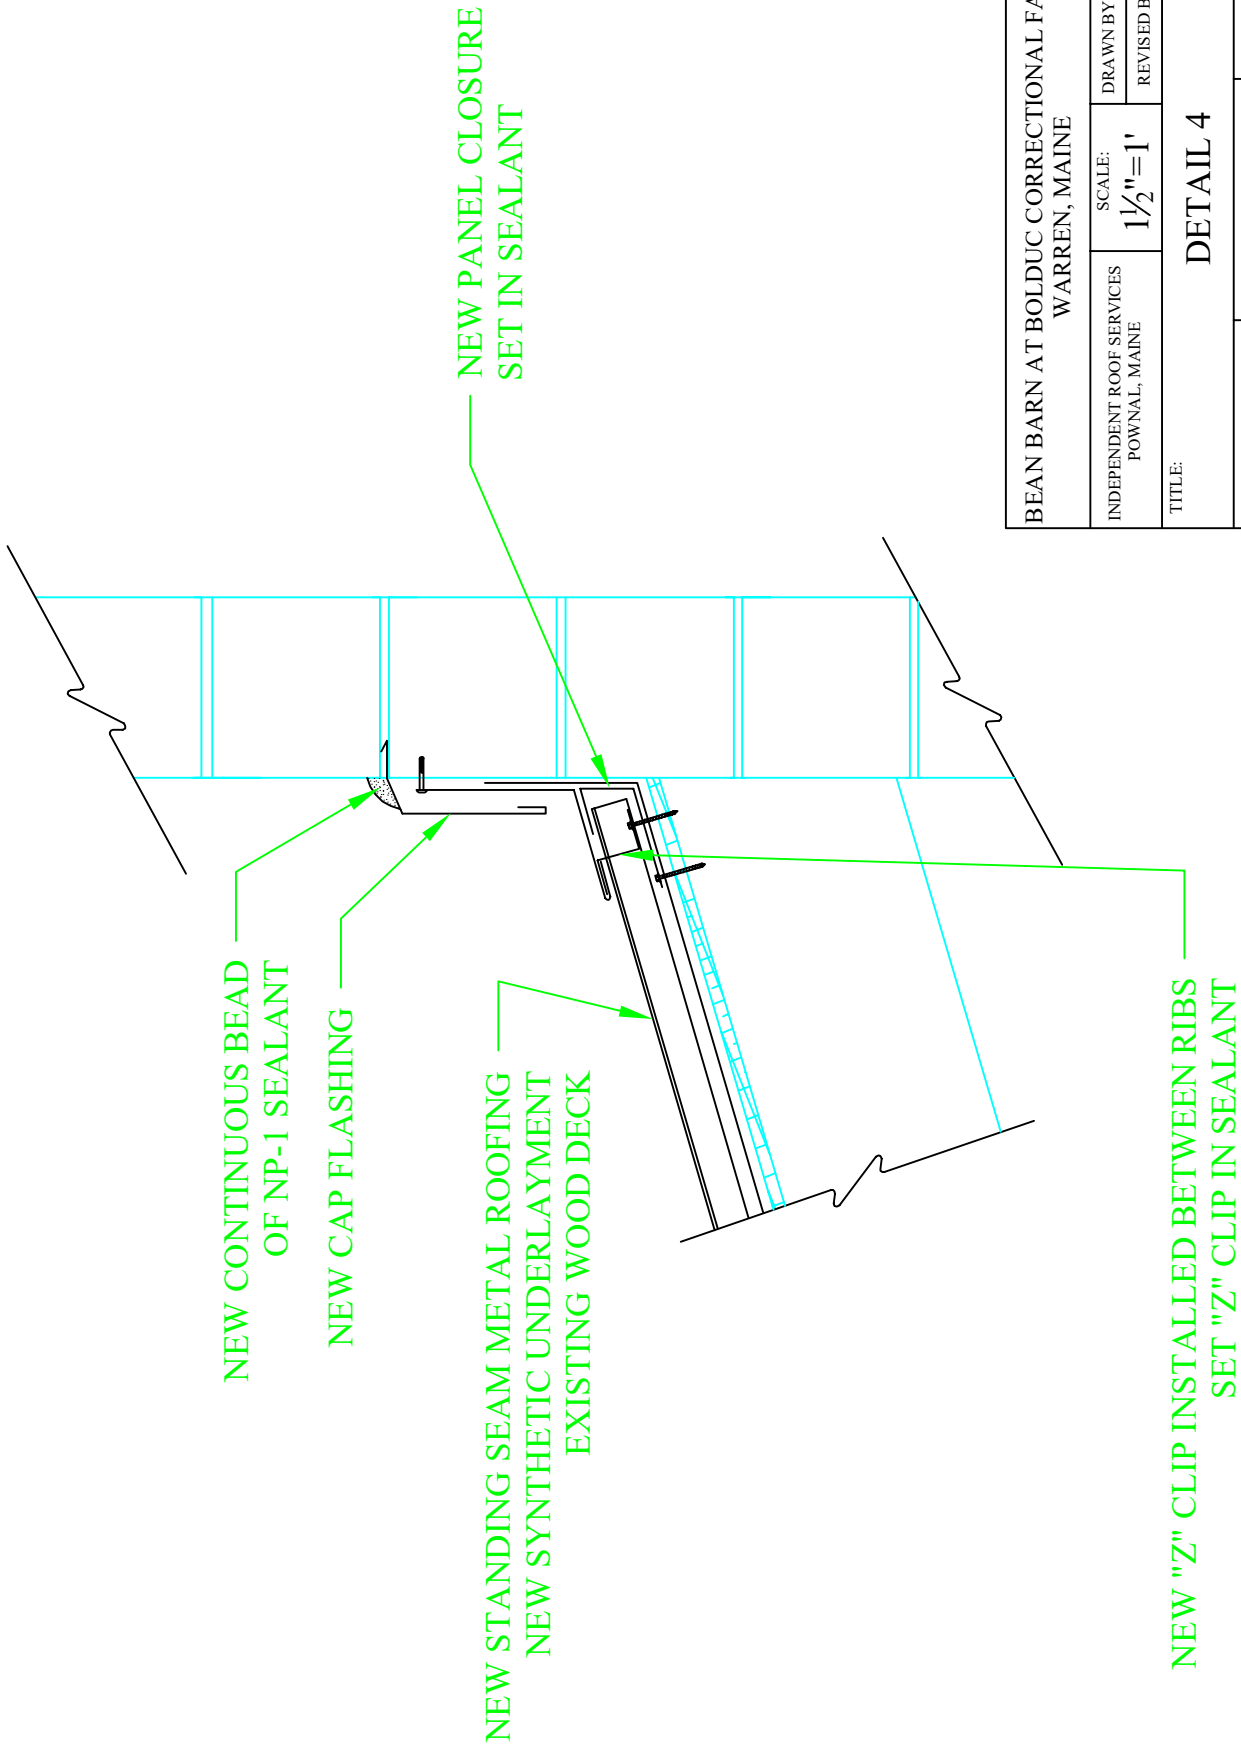 NEW CONTINUOUS BEAD
OF NP-1 SEALANT
NEW CAP FLASHING
NEW STANDING SEAM METAL ROOFING
NEW SYNTHETIC UNDERLAYMENT
EXISTING WOOD DECK
NEW PANEL CLOSURE
SET IN SEALANT
NEW "Z" CLIP INSTALLED BETWEEN RIBS
SET "Z" CLIP IN SEALANT
BEAN BARN AT BOLDUC CORRECTIONAL FA
WARREN, MAINE
INDEPENDENT ROOF SERVICES
POWNAL, MAINE
SCALE:
1½"=1'
DRAWN BY
REVISED B
TITLE:
DETAIL 4